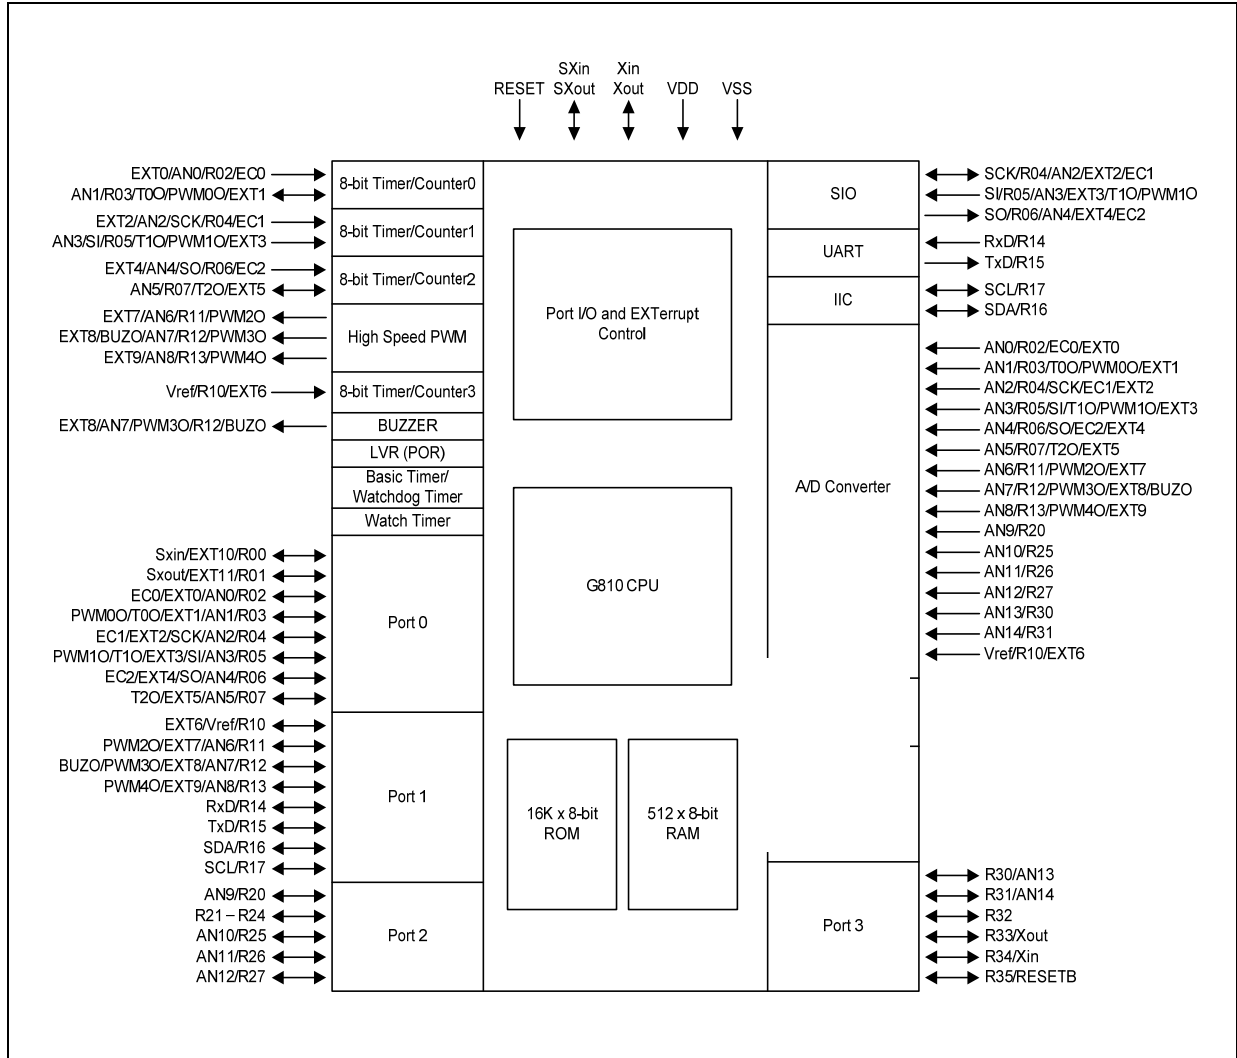 SXin Xin
RESET SXout Xout VDD VSS
EXT0/AN0/R02/EC0
AN1/R03/T0O/PWM0O/EXT1
8-bit Timer/Counter0
EXT2/AN2/SCK/R04/EC1
AN3/SI/R05/T1O/PWM1O/EXT3
8-bit Timer/Counter1
EXT4/AN4/SO/R06/EC2
AN5/R07/T2O/EXT5
8-bit Timer/Counter2
EXT7/AN6/R11/PWM2O
EXT8/BUZO/AN7/R12/PWM3O
EXT9/AN8/R13/PWM4O
High Speed PWM
Vref/R10/EXT6
8-bit Timer/Counter3
EXT8/AN7/PWM3O/R12/BUZO
BUZZER
LVR (POR)
Basic Timer/
Watchdog Timer
Watch Timer
Sxin/EXT10/R00
Sxout/EXT11/R01
EC0/EXT0/AN0/R02
PWM0O/T0O/EXT1/AN1/R03
EC1/EXT2/SCK/AN2/R04
PWM1O/T1O/EXT3/SI/AN3/R05
EC2/EXT4/SO/AN4/R06
T2O/EXT5/AN5/R07
Port 0
EXT6/Vref/R10
PWM2O/EXT7/AN6/R11
BUZO/PWM3O/EXT8/AN7/R12
PWM4O/EXT9/AN8/R13
RxD/R14
TxD/R15
SDA/R16
SCL/R17
Port 1
AN9/R20
R21 – R24
AN10/R25
AN11/R26
AN12/R27
Port 2
Port I/O and EXTerrupt
Control
G810 CPU
16K x 8-bit
ROM
512 x 8-bit
RAM
SIO
SCK/R04/AN2/EXT2/EC1
SI/R05/AN3/EXT3/T1O/PWM1O
SO/R06/AN4/EXT4/EC2
UART
RxD/R14
TxD/R15
IIC
SCL/R17
SDA/R16
A/D Converter
AN0/R02/EC0/EXT0
AN1/R03/T0O/PWM0O/EXT1
AN2/R04/SCK/EC1/EXT2
AN3/R05/SI/T1O/PWM1O/EXT3
AN4/R06/SO/EC2/EXT4
AN5/R07/T2O/EXT5
AN6/R11/PWM2O/EXT7
AN7/R12/PWM3O/EXT8/BUZO
AN8/R13/PWM4O/EXT9
AN9/R20
AN10/R25
AN11/R26
AN12/R27
AN13/R30
AN14/R31
Vref/R10/EXT6
Port 3
R30/AN13
R31/AN14
R32
R33/Xout
R34/Xin
R35/RESETB